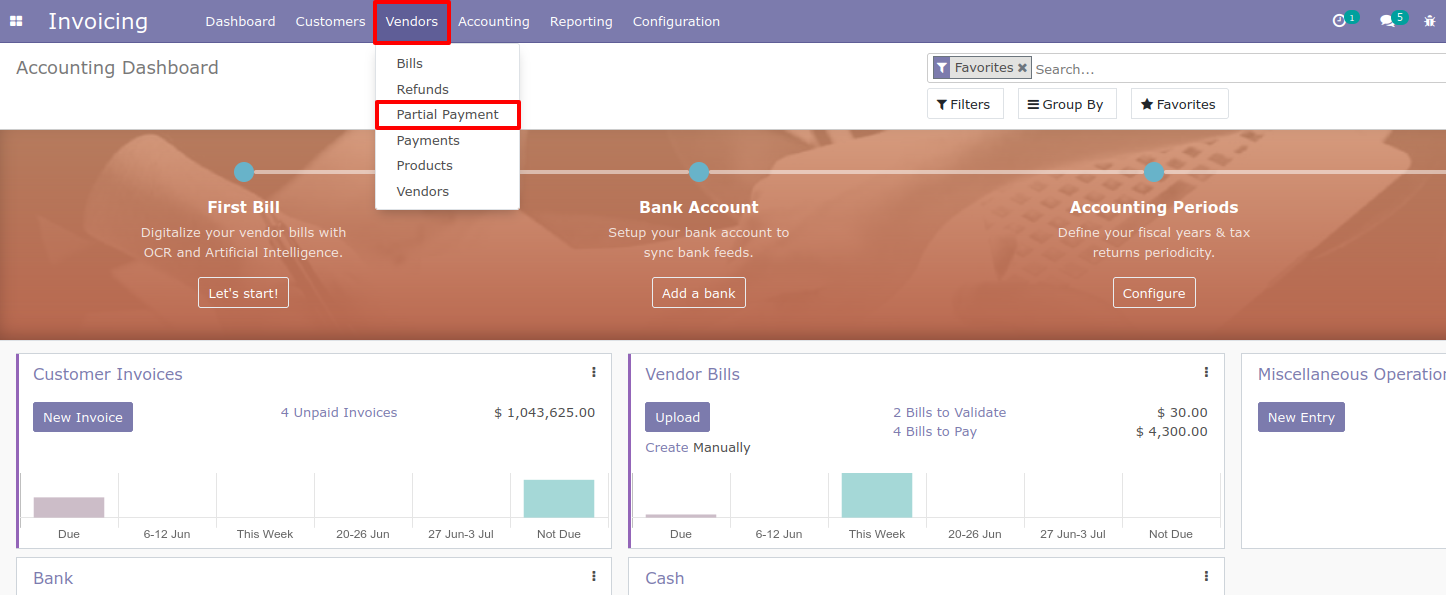 Invoicing Dashboard Customers Vendors Accounting Reporting Configuration 1 5
Accounting Dashboard
Favorites Search...
Filters Group By Favorites
Bills
Refunds
Partial Payment
Payments
Products
Vendors
First Bill
Digitalize your vendor bills with
OCR and Artificial Intelligence.
Let's start!
Bank Account
Setup your bank account to
sync bank feeds.
Add a bank
Accounting Periods
Define your fiscal years & tax
returns periodicity.
Configure
Customer Invoices
New Invoice 4 Unpaid Invoices $ 1,043,625.00
Due 6-12 Jun This Week 20-26 Jun 27 Jun-3 Jul Not Due
Vendor Bills
Upload 2 Bills to Validate $ 30.00
4 Bills to Pay $ 4,300.00
Create Manually
Due 6-12 Jun This Week 20-26 Jun 27 Jun-3 Jul Not Due
Miscellaneous Operation
New Entry
Bank
Cash